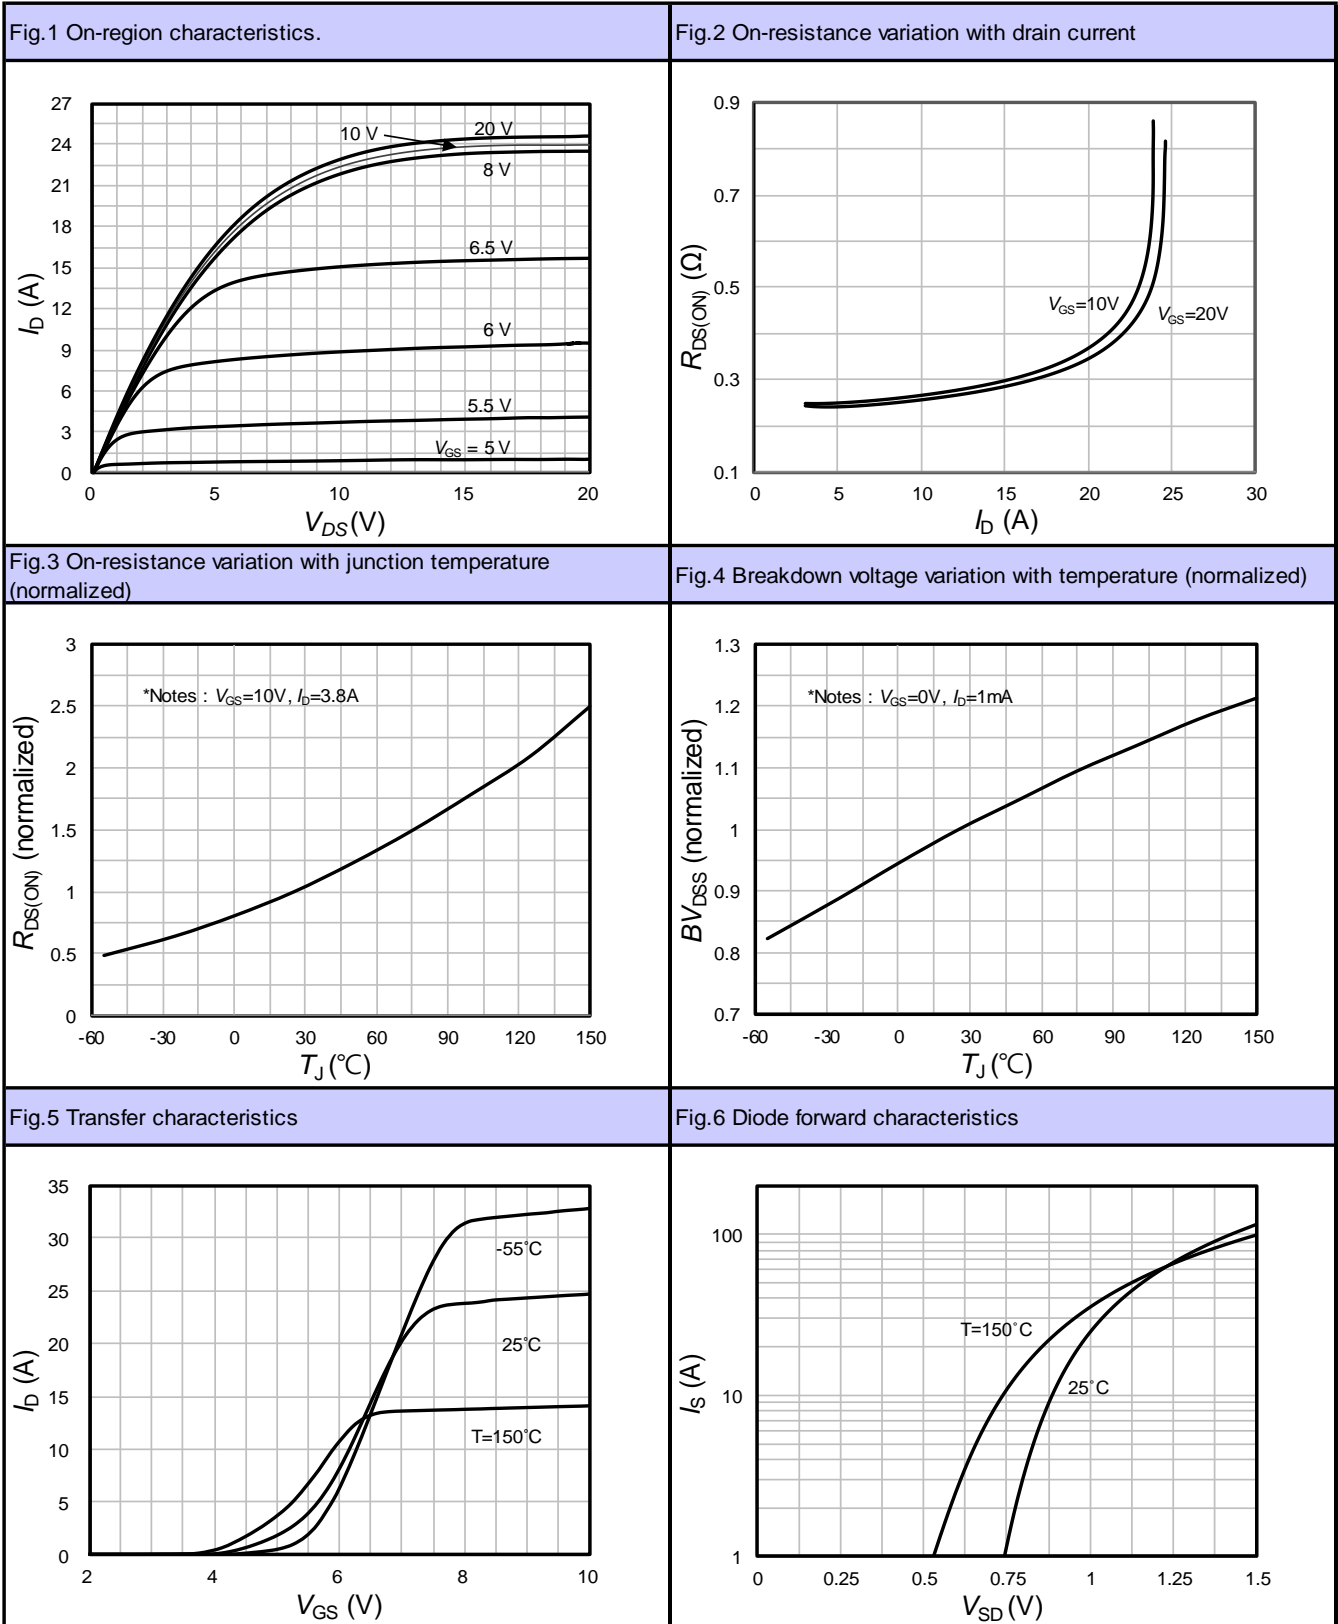 Fig.1 On-region characteristics.
27
24
21
18
15
12
9
6
3
0
10 V
20 V
8 V
6.5 V
6 V
5.5 V
VGS = 5 V
0 5 10 15 20
ID (A)
VDS (V)
Fig.2 On-resistance variation with drain current
0.9
0.7
0.5
0.3
0.1
VGS=10V
VGS=20V
0 5 10 15 20 25 30
RDS(ON) (Ω)
ID (A)
Fig.3 On-resistance variation with junction temperature
(normalized)
3
2.5
2
1.5
1
0.5
0
*Notes : VGS=10V, ID=3.8A
-60 -30 0 30 60 90 120 150
RDS(ON) (normalized)
TJ (℃)
Fig.4 Breakdown voltage variation with temperature (normalized)
1.3
1.2
1.1
1
0.9
0.8
0.7
*Notes : VGS=0V, ID=1mA
-60 -30 0 30 60 90 120 150
BVDSS (normalized)
TJ (℃)
Fig.5 Transfer characteristics
35
30
25
20
15
10
5
0
-55˚C
25˚C
T=150˚C
2 4 6 8 10
ID (A)
VGS (V)
Fig.6 Diode forward characteristics
100
10
1
T=150˚C
25˚C
0 0.25 0.5 0.75 1 1.25 1.5
IS (A)
VSD (V)